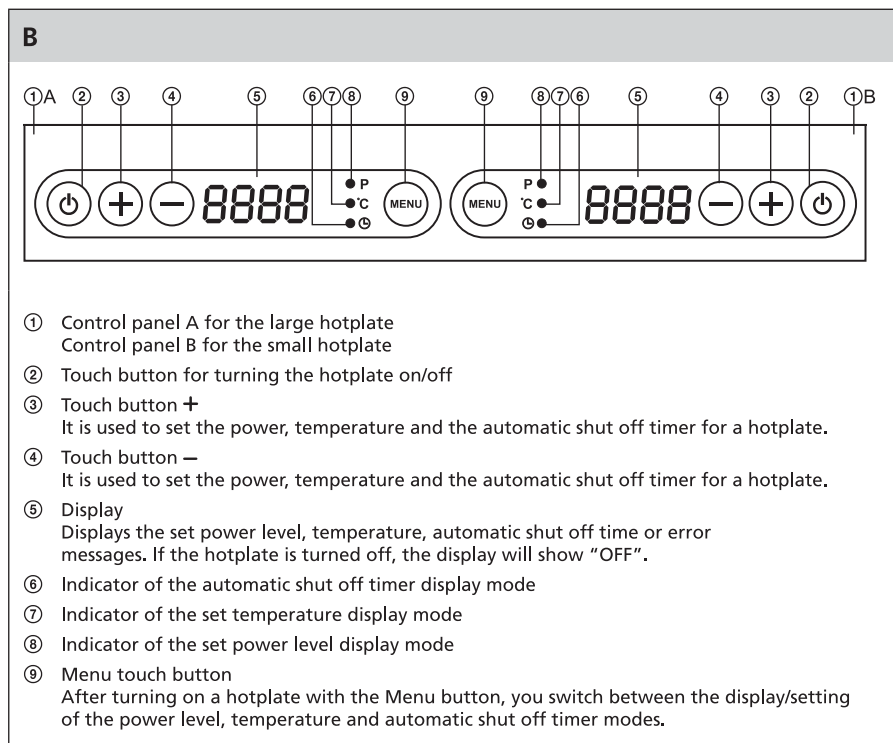 B
①A ② ③ ④ ⑤ ⑥⑦⑧ ⑨ ⑨ ⑧⑦⑥ ⑤ ④ ③ ② ①B
P P
+ − 8888 °C MENU MENU °C 8888 − +
① Control panel A for the large hotplate
Control panel B for the small hotplate
② Touch button for turning the hotplate on/off
③ Touch button +
It is used to set the power, temperature and the automatic shut off timer for a hotplate.
④ Touch button −
It is used to set the power, temperature and the automatic shut off timer for a hotplate.
⑤ Display
Displays the set power level, temperature, automatic shut off time or error
messages. If the hotplate is turned off, the display will show “OFF”.
⑥ Indicator of the automatic shut off timer display mode
⑦ Indicator of the set temperature display mode
⑧ Indicator of the set power level display mode
⑨ Menu touch button
After turning on a hotplate with the Menu button, you switch between the display/setting
of the power level, temperature and automatic shut off timer modes.